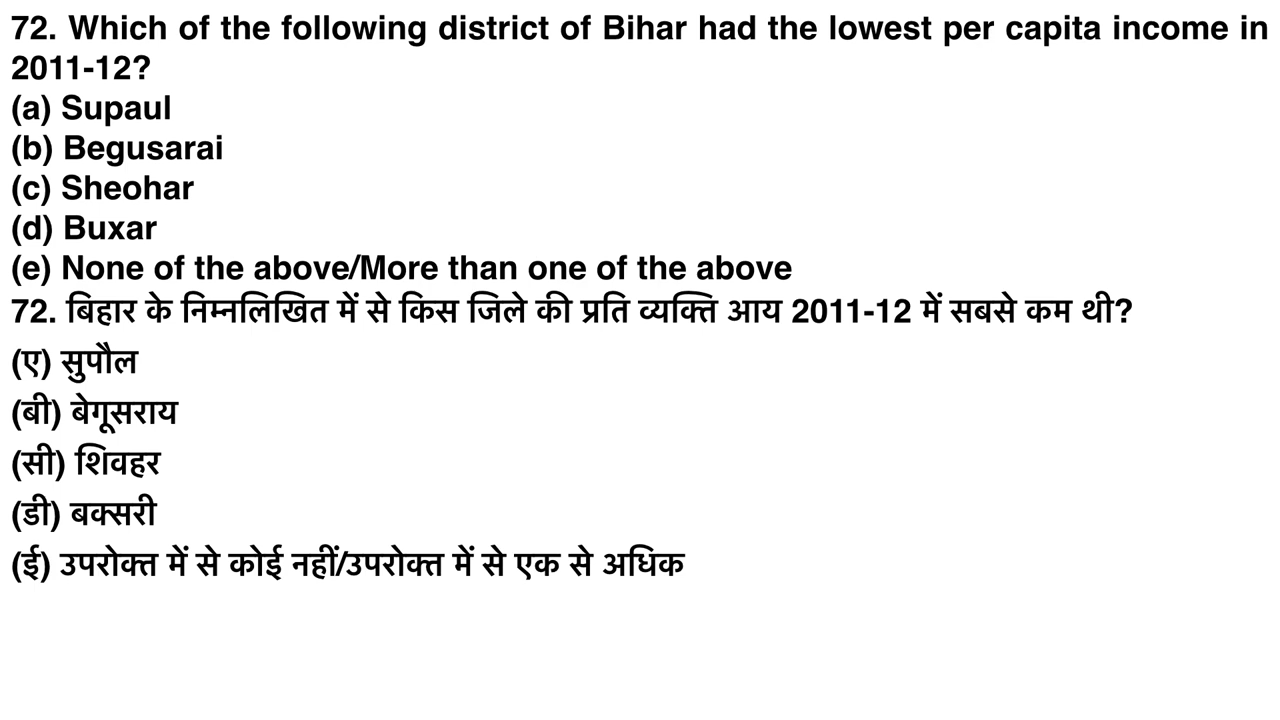 72. Which of the following district of Bihar had the lowest per capita income in
2011-12?
(a) Supaul
(b) Begusarai
(c) Sheohar
(d) Buxar
(e) None of the above/More than one of the above
72. बिहार के निम्नलिखित में से किस जिले की प्रति व्यक्ति आय 2011-12 में सबसे कम थी?
(ए) सुपौल
(बी) बेगूसराय
(सी) शिवहर
(डी) बक्सरी
(ई) उपरोक्त में से कोई नहीं/उपरोक्त में से एक से अधिक